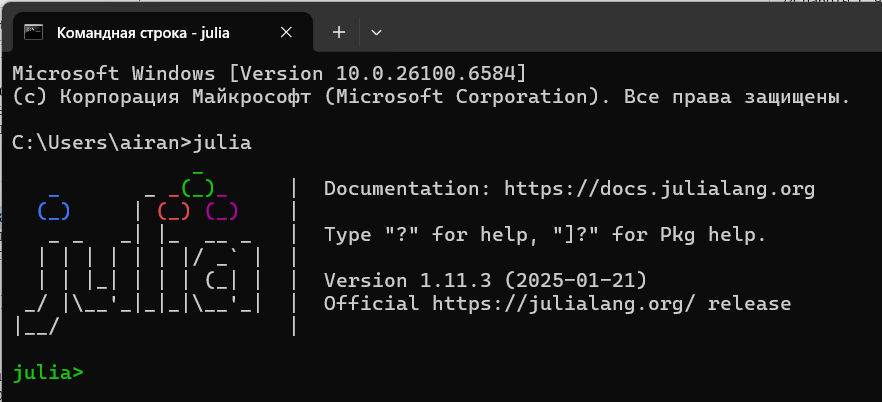 Командная строка - julia
Microsoft Windows [Version 10.0.26100.6584]
(c) Корпорация Майкрософт (Microsoft Corporation). Все права защищены.
C:\Users\airan>julia
               _
   _       _ _(_)_     |  Documentation: https://docs.julialang.org
  (_)     | (_) (_)    |
   _ _   _| |_  __ _   |  Type "?" for help, "]?" for Pkg help.
  | | | | | | |/ _` |  |
  | | |_| | | | (_| |  |  Version 1.11.3 (2025-01-21)
 _/ |\__'_|_|_|\__'_|  |  Official https://julialang.org/ release
|__/                   |
julia>